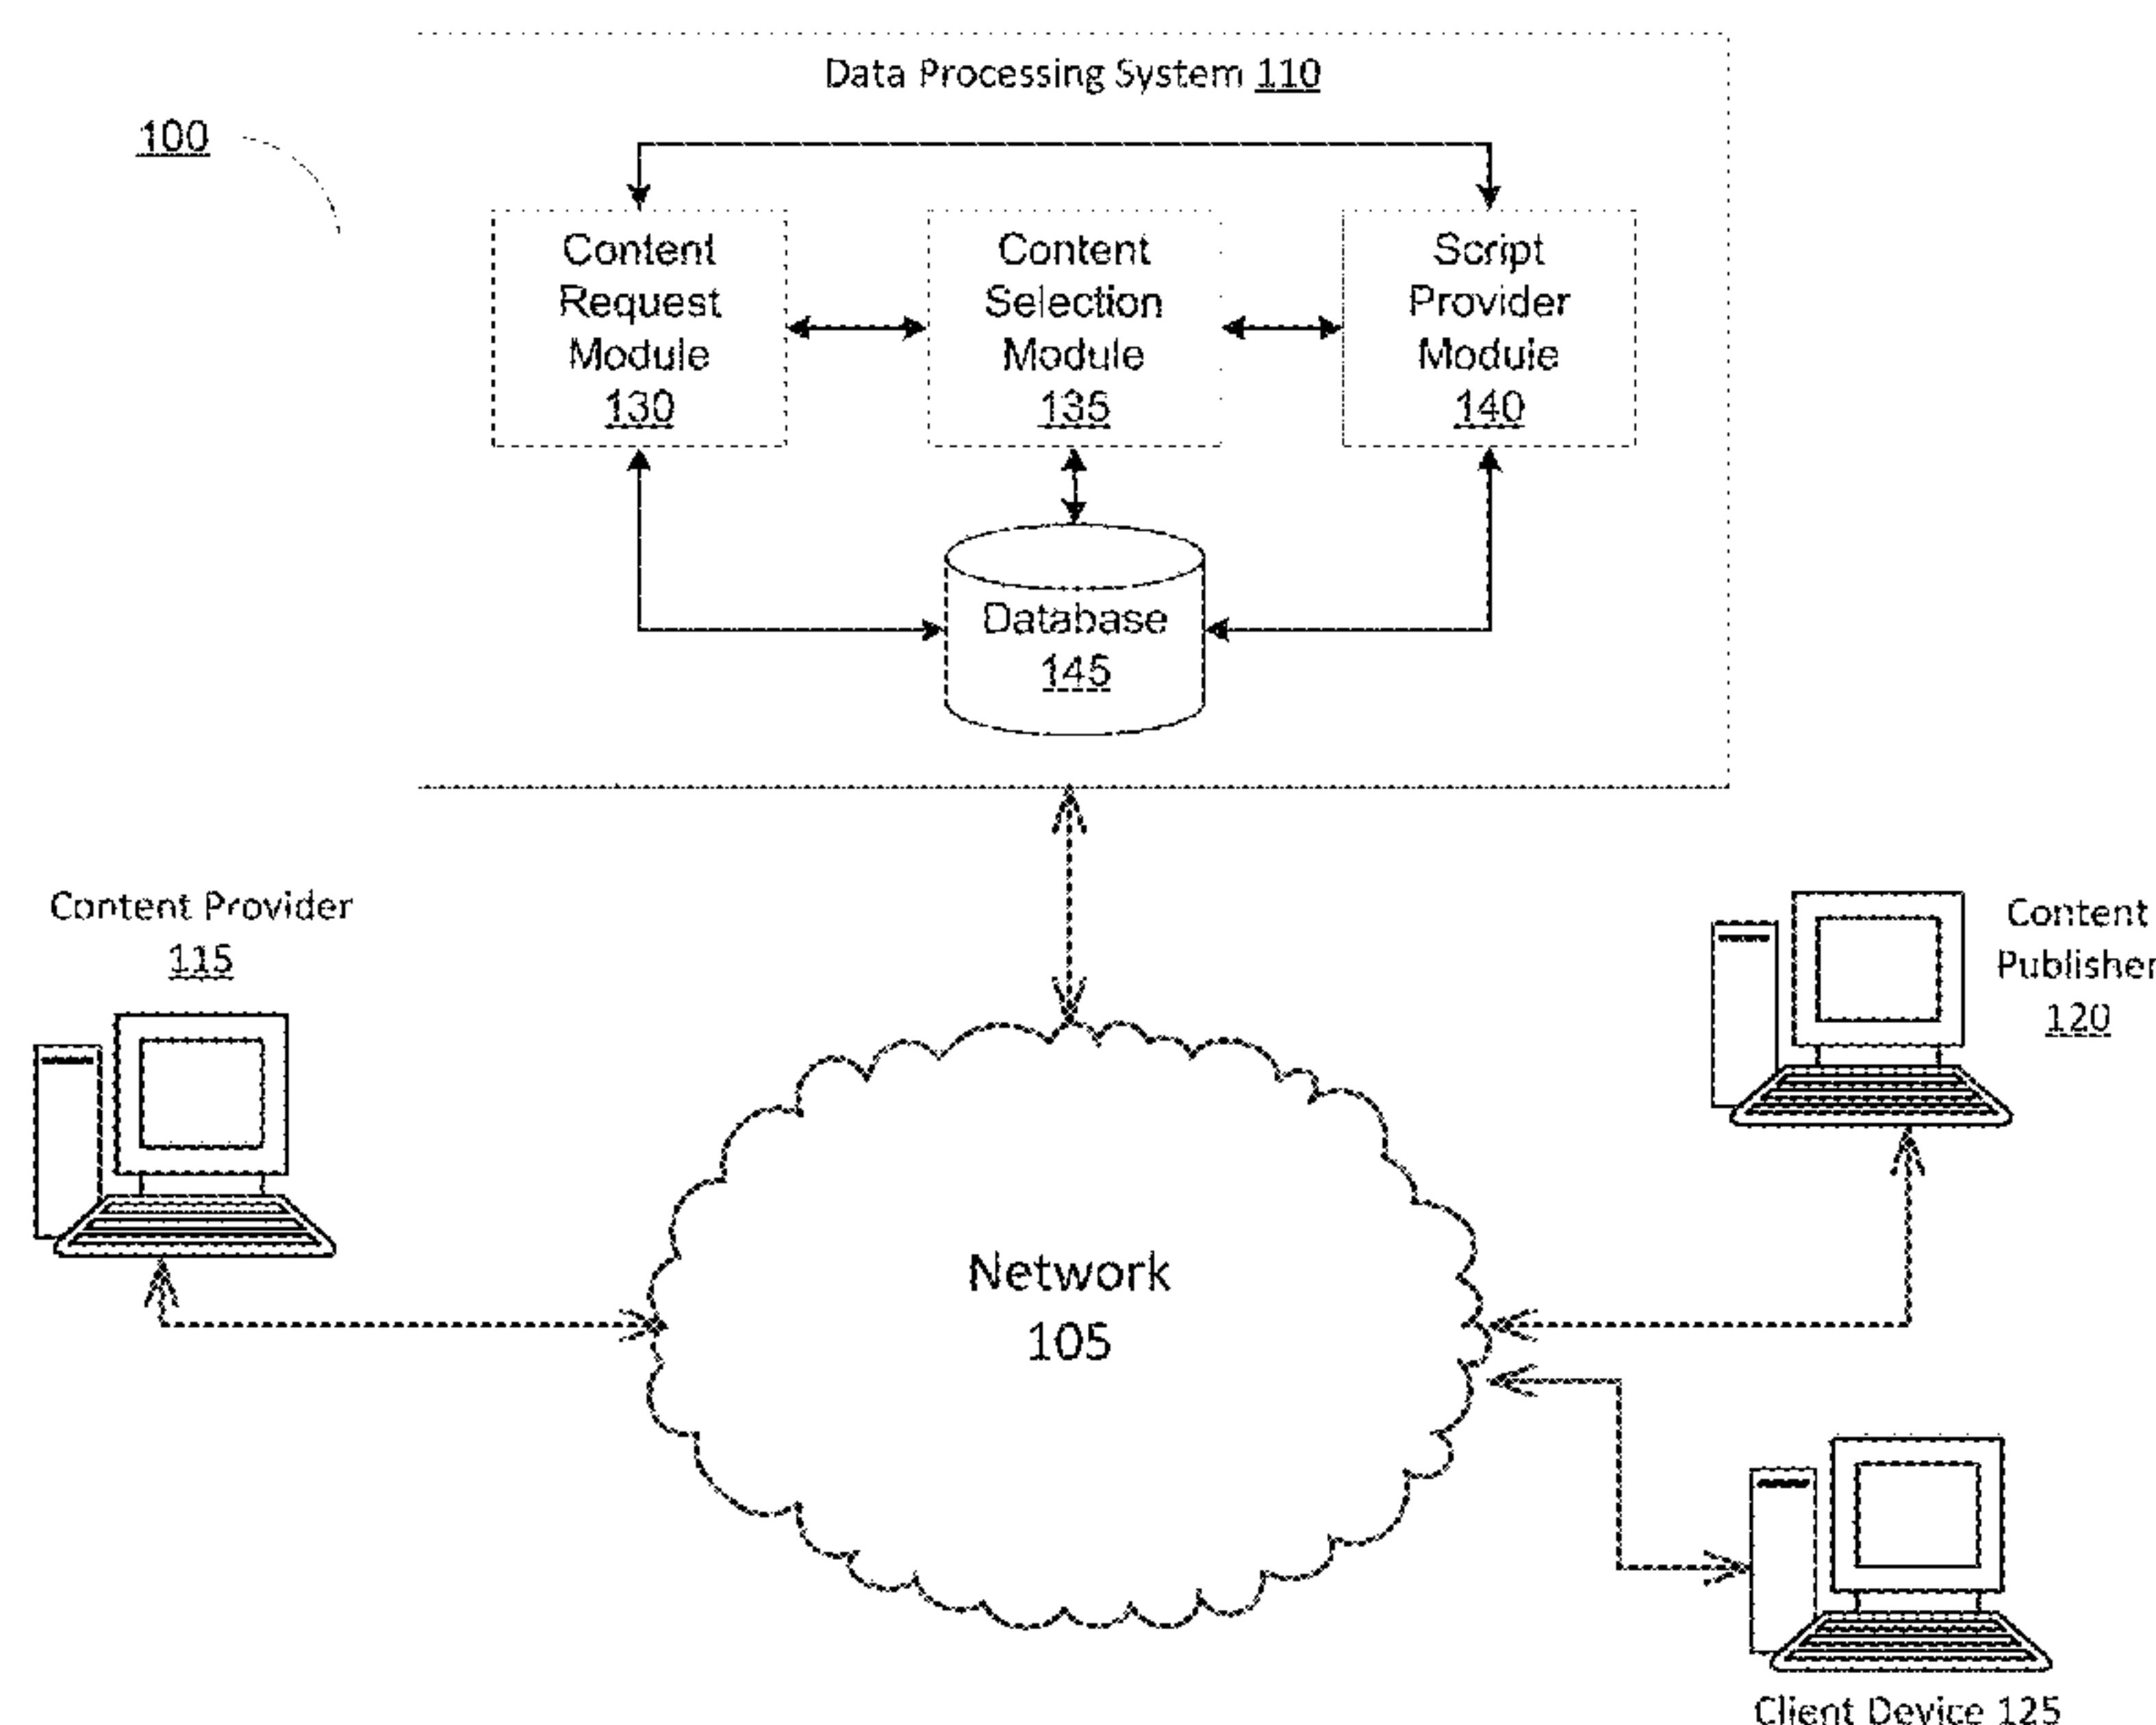 Data Processing System 110
100
Content
Request
Module
130
Content
Selection
Module
135
Script
Provider
Module
140
Database
145
Content Provider
115
Content
Publisher
120
Network
105
Client Device 125